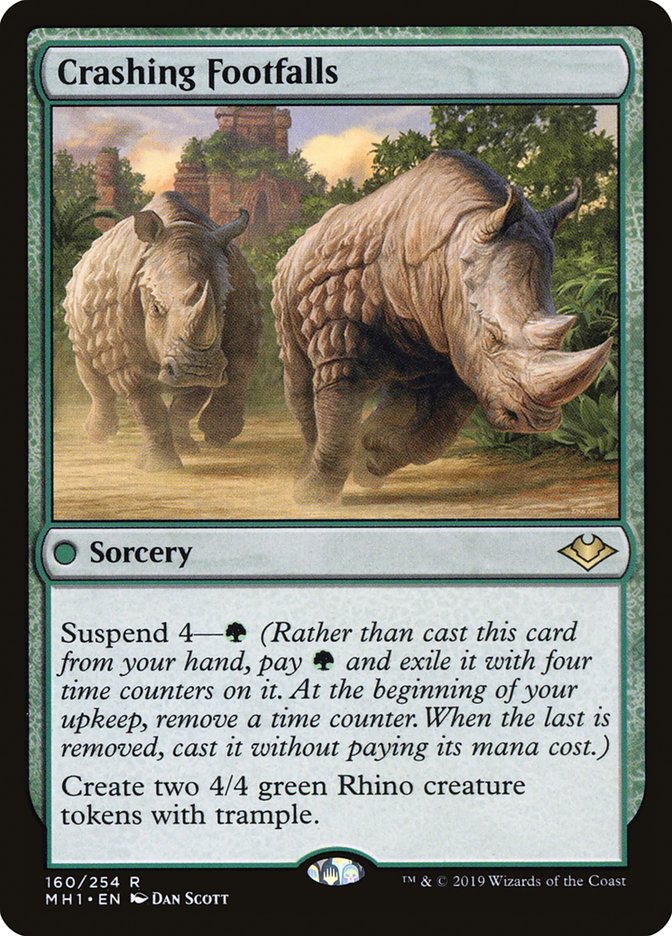 Crashing Footfalls
Sorcery
Suspend 4— (Rather than cast this card
from your hand, pay and exile it with four
time counters on it. At the beginning of your
upkeep, remove a time counter. When the last is
removed, cast it without paying its mana cost.)
Create two 4/4 green Rhino creature
tokens with trample.
160/254 R
MH1 • EN Dan Scott
™ & © 2019 Wizards of the Coast